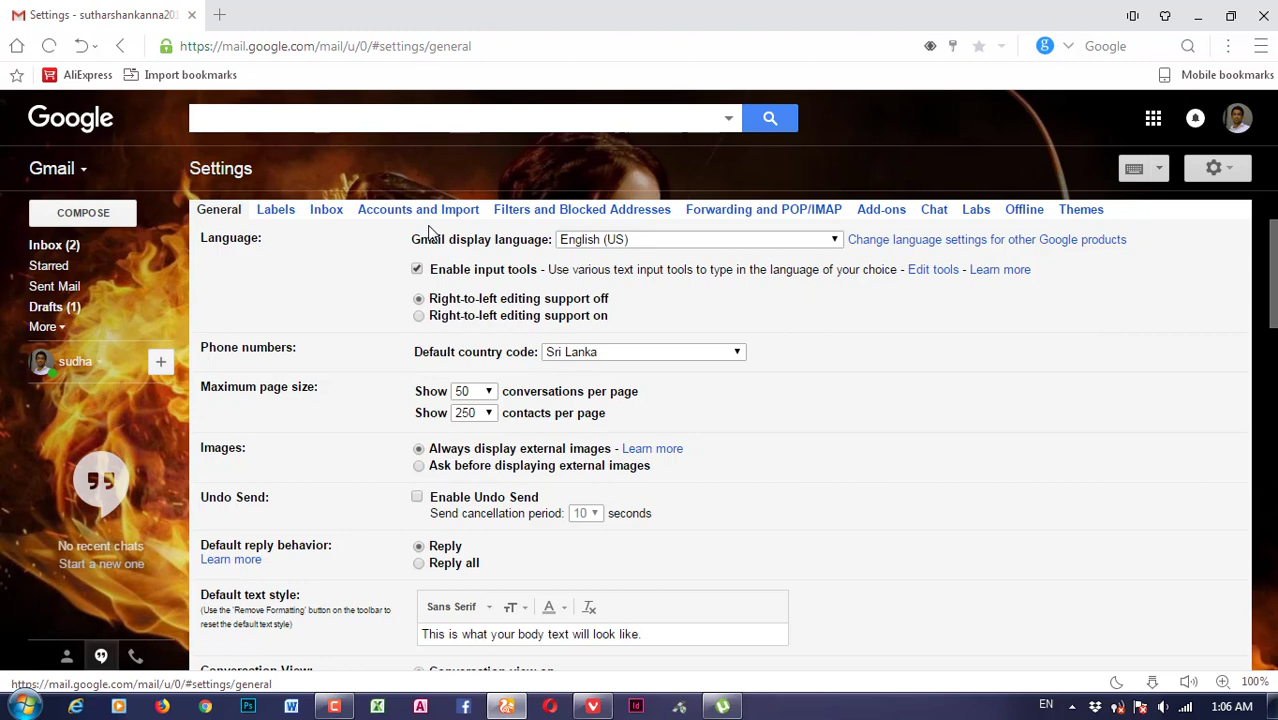 Settings - sutharshankanna201
https://mail.google.com/mail/u/0/#settings/general
Google
AliExpress
Import bookmarks
Mobile bookmarks
Google
Gmail
Settings
COMPOSE
General
Labels
Inbox
Accounts and Import
Filters and Blocked Addresses
Forwarding and POP/IMAP
Add-ons
Chat
Labs
Offline
Themes
Inbox (2)
Starred
Sent Mail
Drafts (1)
More
sudha
No recent chats
Start a new one
Language:
Gmail display language: English (US) Change language settings for other Google products
Enable input tools - Use various text input tools to type in the language of your choice - Edit tools - Learn more
Right-to-left editing support off
Right-to-left editing support on
Phone numbers:
Default country code: Sri Lanka
Maximum page size:
Show 50 conversations per page
Show 250 contacts per page
Images:
Always display external images - Learn more
Ask before displaying external images
Undo Send:
Enable Undo Send
Send cancellation period: 10 seconds
Default reply behavior:
Learn more
Reply
Reply all
Default text style:
(Use the 'Remove Formatting' button on the toolbar to
reset the default text style)
Sans Serif
This is what your body text will look like.
Conversation View:
Conversation view on
https://mail.google.com/mail/u/0/#settings/general
100%
EN
1:06 AM